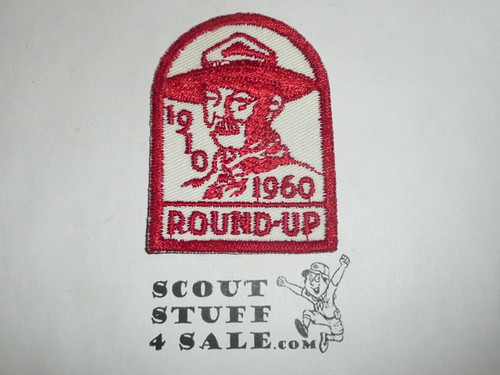 1910
1960
ROUND-UP
SCOUT
STUFF
4 SALE.COM